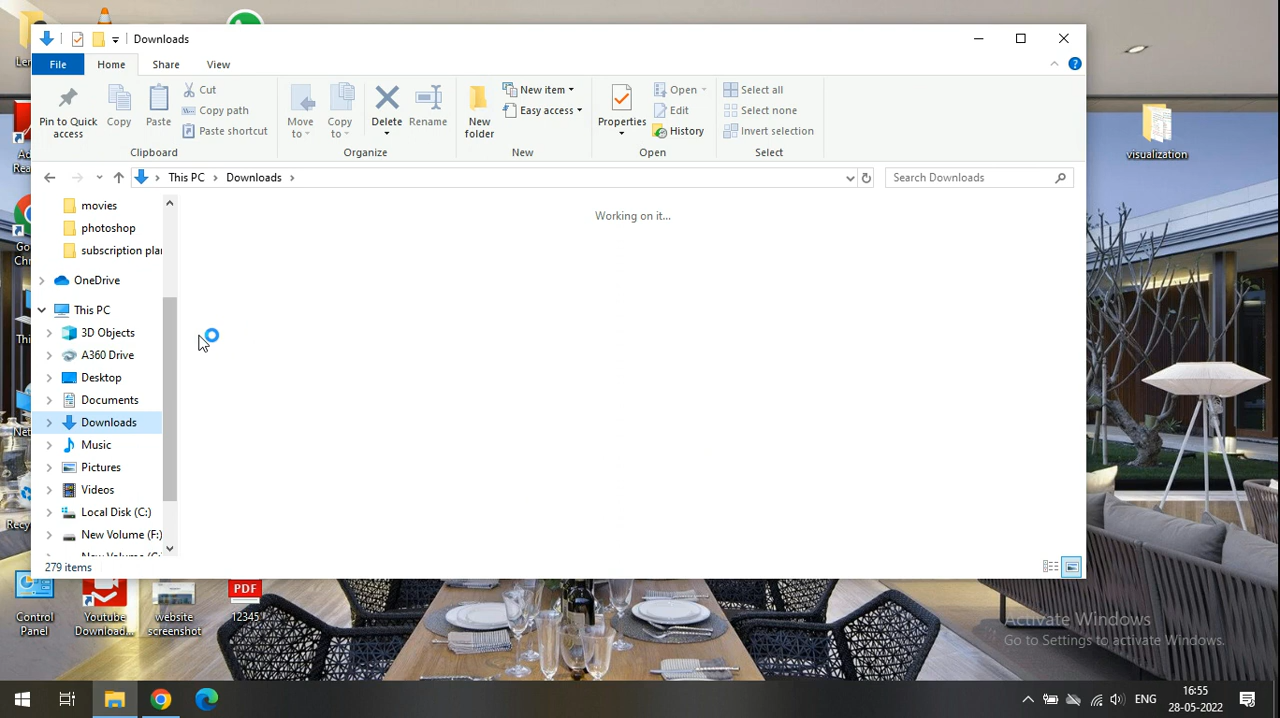 Downloads
File
Home
Share
View
Pin to Quick access
Copy
Paste
Cut
Copy path
Paste shortcut
Clipboard
Move to
Copy to
Delete
Rename
Organize
New folder
New item
Easy access
New
Properties
Open
Edit
History
Open
Select all
Select none
Invert selection
Select
This PC
Downloads
Search Downloads
Working on it...
movies
photoshop
subscription plan
OneDrive
This PC
3D Objects
A360 Drive
Desktop
Documents
Downloads
Music
Pictures
Videos
Local Disk (C:)
New Volume (F:)
279 items
visualization
Control Panel
Youtube Download...
website screenshot
PDF
12345
Activate Windows
Go to Settings to activate Windows.
ENG
16:55
28-05-2022